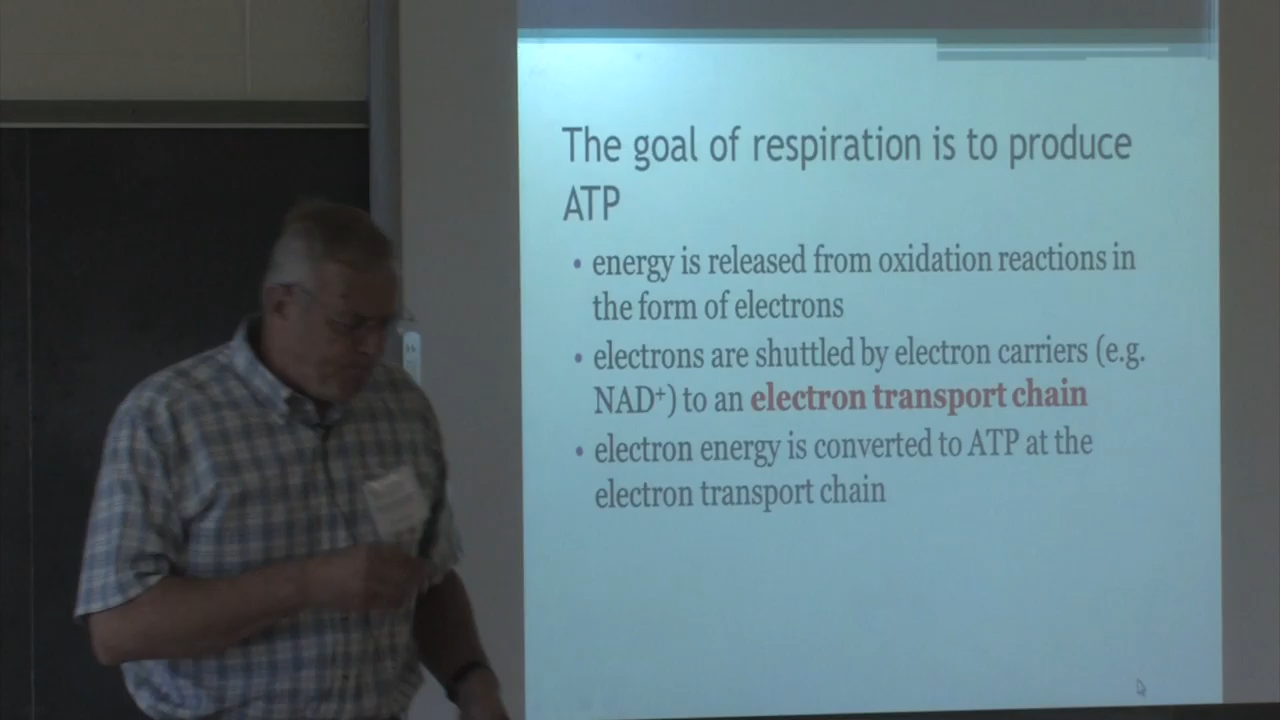 The goal of respiration is to produce
ATP
• energy is released from oxidation reactions in
the form of electrons
• electrons are shuttled by electron carriers (e.g.
NAD⁺) to an electron transport chain
• electron energy is converted to ATP at the
electron transport chain